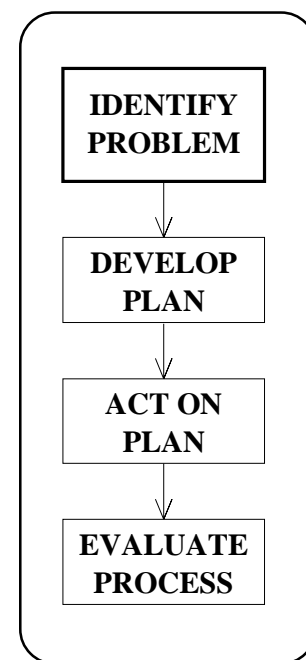 IDENTIFY
PROBLEM
DEVELOP
PLAN
ACT ON
PLAN
EVALUATE
PROCESS